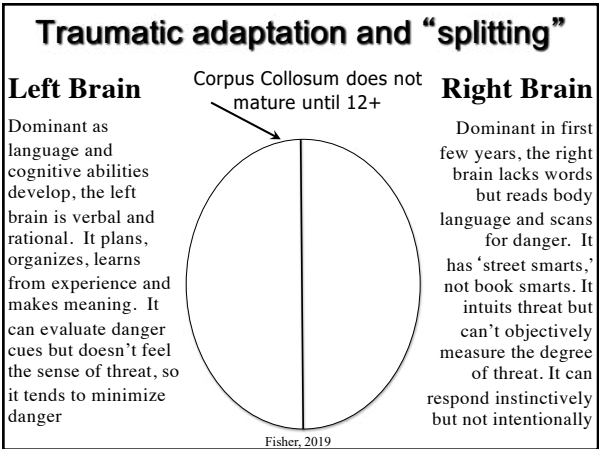 Traumatic adaptation and “splitting”
Left Brain
Dominant as
language and
cognitive abilities
develop, the left
brain is verbal and
rational.  It plans,
organizes, learns
from experience and
makes meaning.  It
can evaluate danger
cues but doesn’t feel
the sense of threat, so
it tends to minimize
danger
Corpus Collosum does not
mature until 12+
Right Brain
Dominant in first
few years, the right
brain lacks words
but reads body
language and scans
for danger.  It
has ‘street smarts,’
not book smarts. It
intuits threat but
can’t objectively
measure the degree
of threat. It can
respond instinctively
but not intentionally
Fisher, 2019